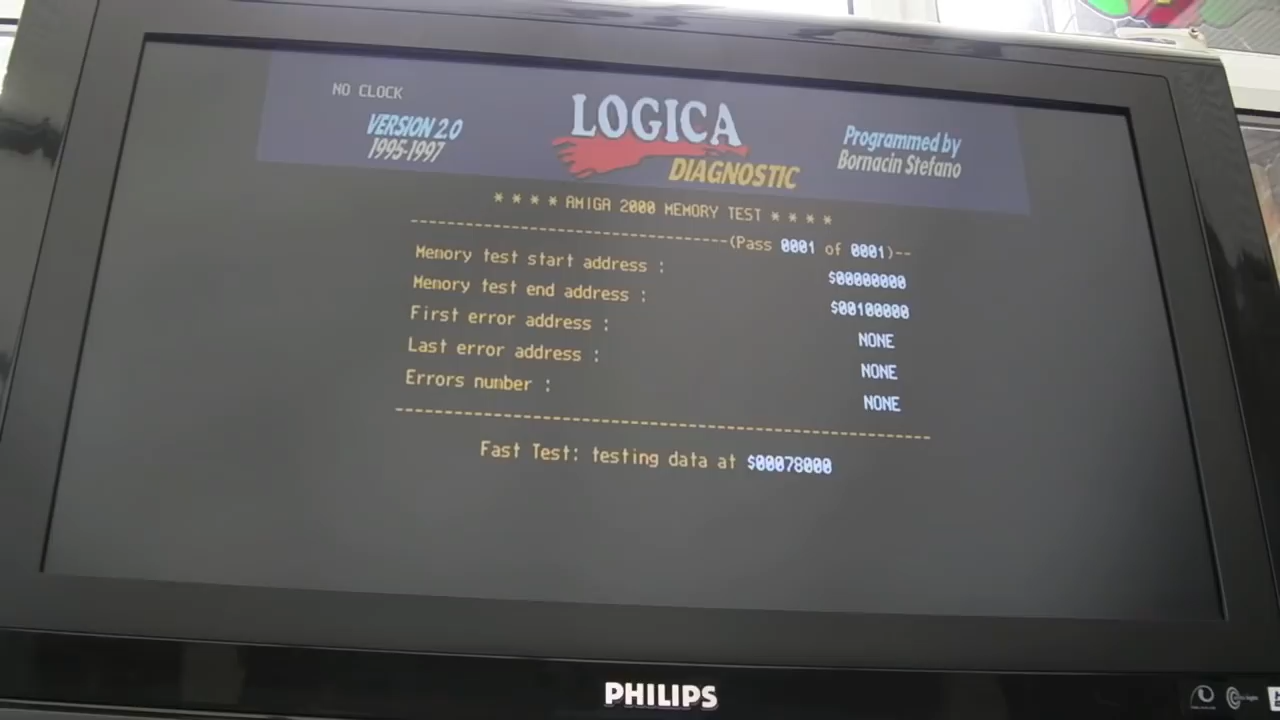 NO CLOCK
VERSION 2.0
1995-1997
LOGICA
DIAGNOSTIC
Programmed by
Bornacin Stefano
* * * * AMIGA 2000 MEMORY TEST * * * *
(Pass 0001 of 0001)
Memory test start address : $00000000
Memory test end address : $00100000
First error address : NONE
Last error address : NONE
Errors number : NONE
Fast Test: testing data at $00078000
PHILIPS